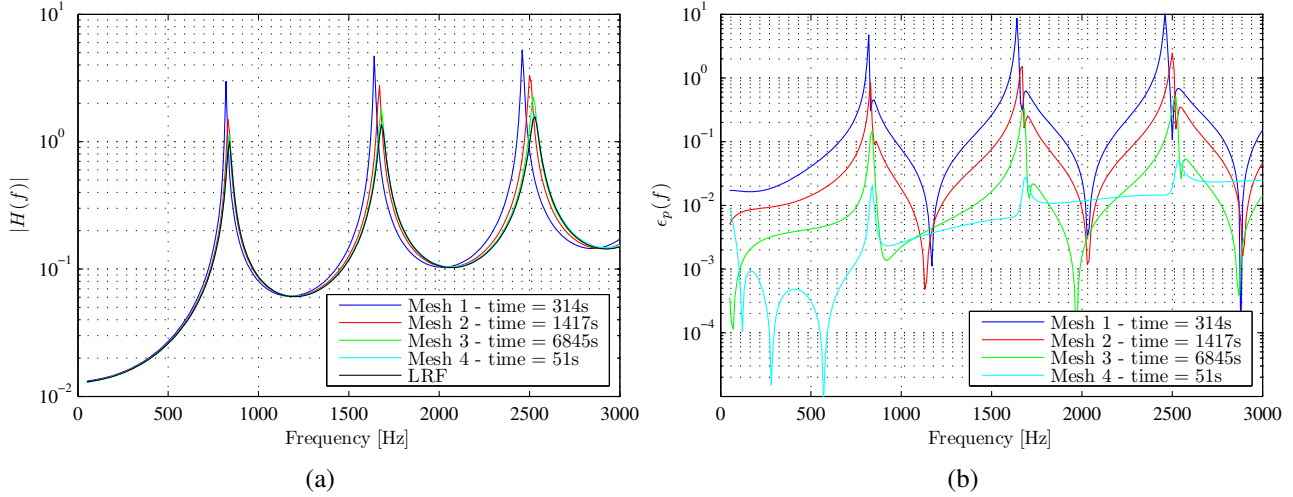 10^1
10^0
10^-1
10^-2
|H(f)|
0 500 1000 1500 2000 2500 3000
Frequency [Hz]
Mesh 1 - time = 314s
Mesh 2 - time = 1417s
Mesh 3 - time = 6845s
Mesh 4 - time = 51s
LRF
(a)
10^1
10^0
10^-1
10^-2
10^-3
10^-4
ϵ_p(f)
0 500 1000 1500 2000 2500 3000
Frequency [Hz]
Mesh 1 - time = 314s
Mesh 2 - time = 1417s
Mesh 3 - time = 6845s
Mesh 4 - time = 51s
(b)